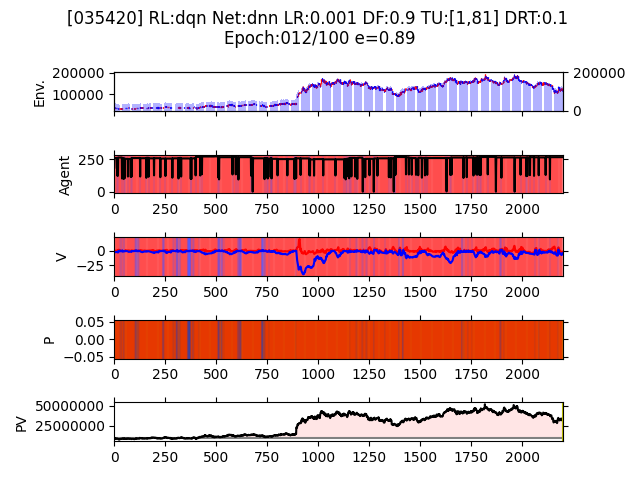 [035420] RL:dqn Net:dnn LR:0.001 DF:0.9 TU:[1,81] DRT:0.1
Epoch:012/100 e=0.89
200000 200000
Env.
100000
0
250
Agent
0
0 250 500 750 1000 1250 1500 1750 2000
0
V
−25
0 250 500 750 1000 1250 1500 1750 2000
0.05
P
0.00
−0.05
0 250 500 750 1000 1250 1500 1750 2000
50000000
PV
25000000
0 250 500 750 1000 1250 1500 1750 2000